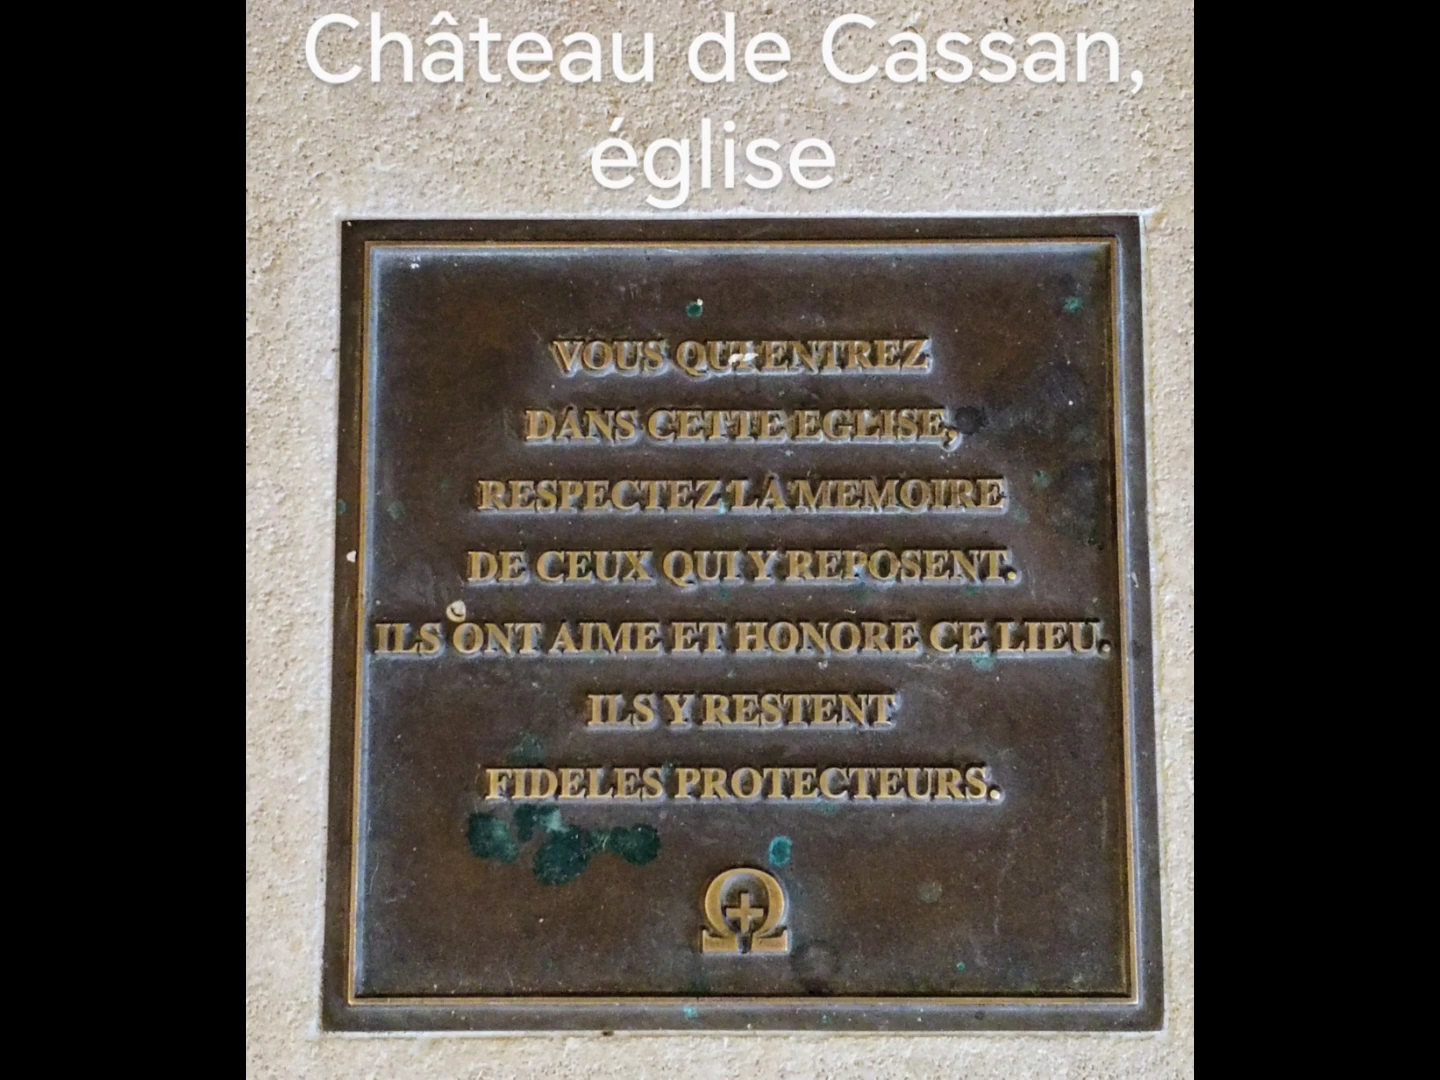 Château de Cassan,
église
VOUS QUI ENTREZ
DANS CETTE EGLISE,
RESPECTEZ LA MEMOIRE
DE CEUX QUI Y REPOSENT.
ILS ONT AIME ET HONORE CE LIEU.
ILS Y RESTENT
FIDELES PROTECTEURS.